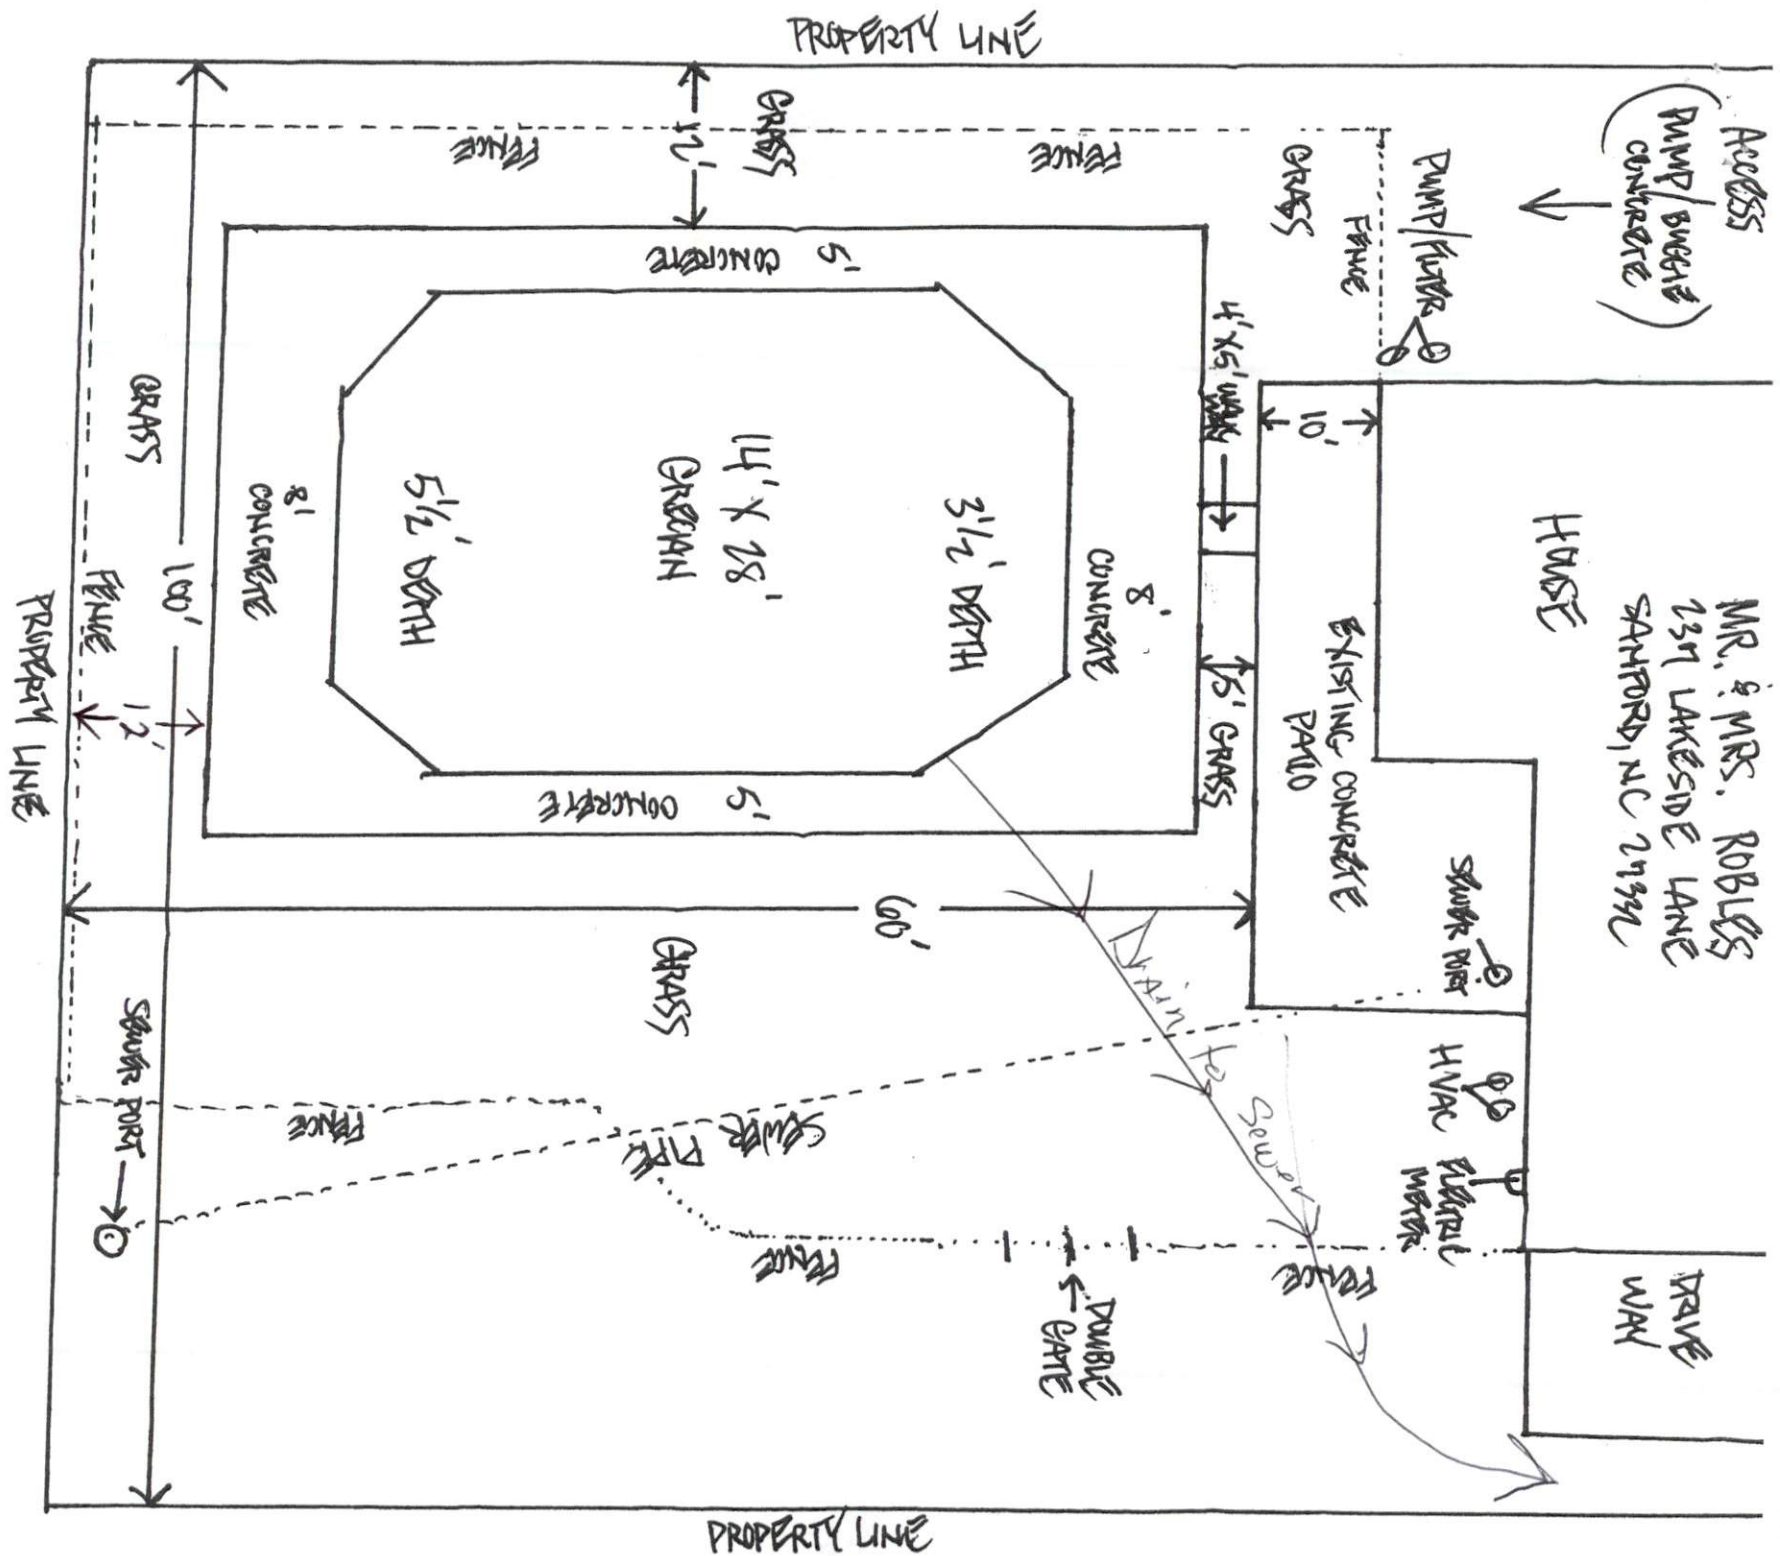 PROPERTY LINE
ACCESS
(PUMP/BUGGIE
CONCRETE)
MR. & MRS. ROBLES
237 LAKESIDE LANE
SANFORD, NC 27332
DRIVE
WAY
HOUSE
PUMP/FILTER
SEWER PORT
HVAC
ELECTRIC
METER
FENCE
GRASS
10'
EXISTING CONCRETE
PATIO
FENCE
4' X 5' WALK
WAY
5' GRASS
Drain to Sewer
DOUBLE
GATE
FENCE
8'
CONCRETE
3 1/2' DEPTH
60'
GRASS
12'
5' CONCRETE
14' X 28'
GRECIAN
5' CONCRETE
GRASS
SEWER
PIPE
FENCE
FENCE
5 1/2' DEPTH
8'
CONCRETE
FENCE
100'
GRASS
12'
SEWER PORT
FENCE
PROPERTY LINE
PROPERTY LINE